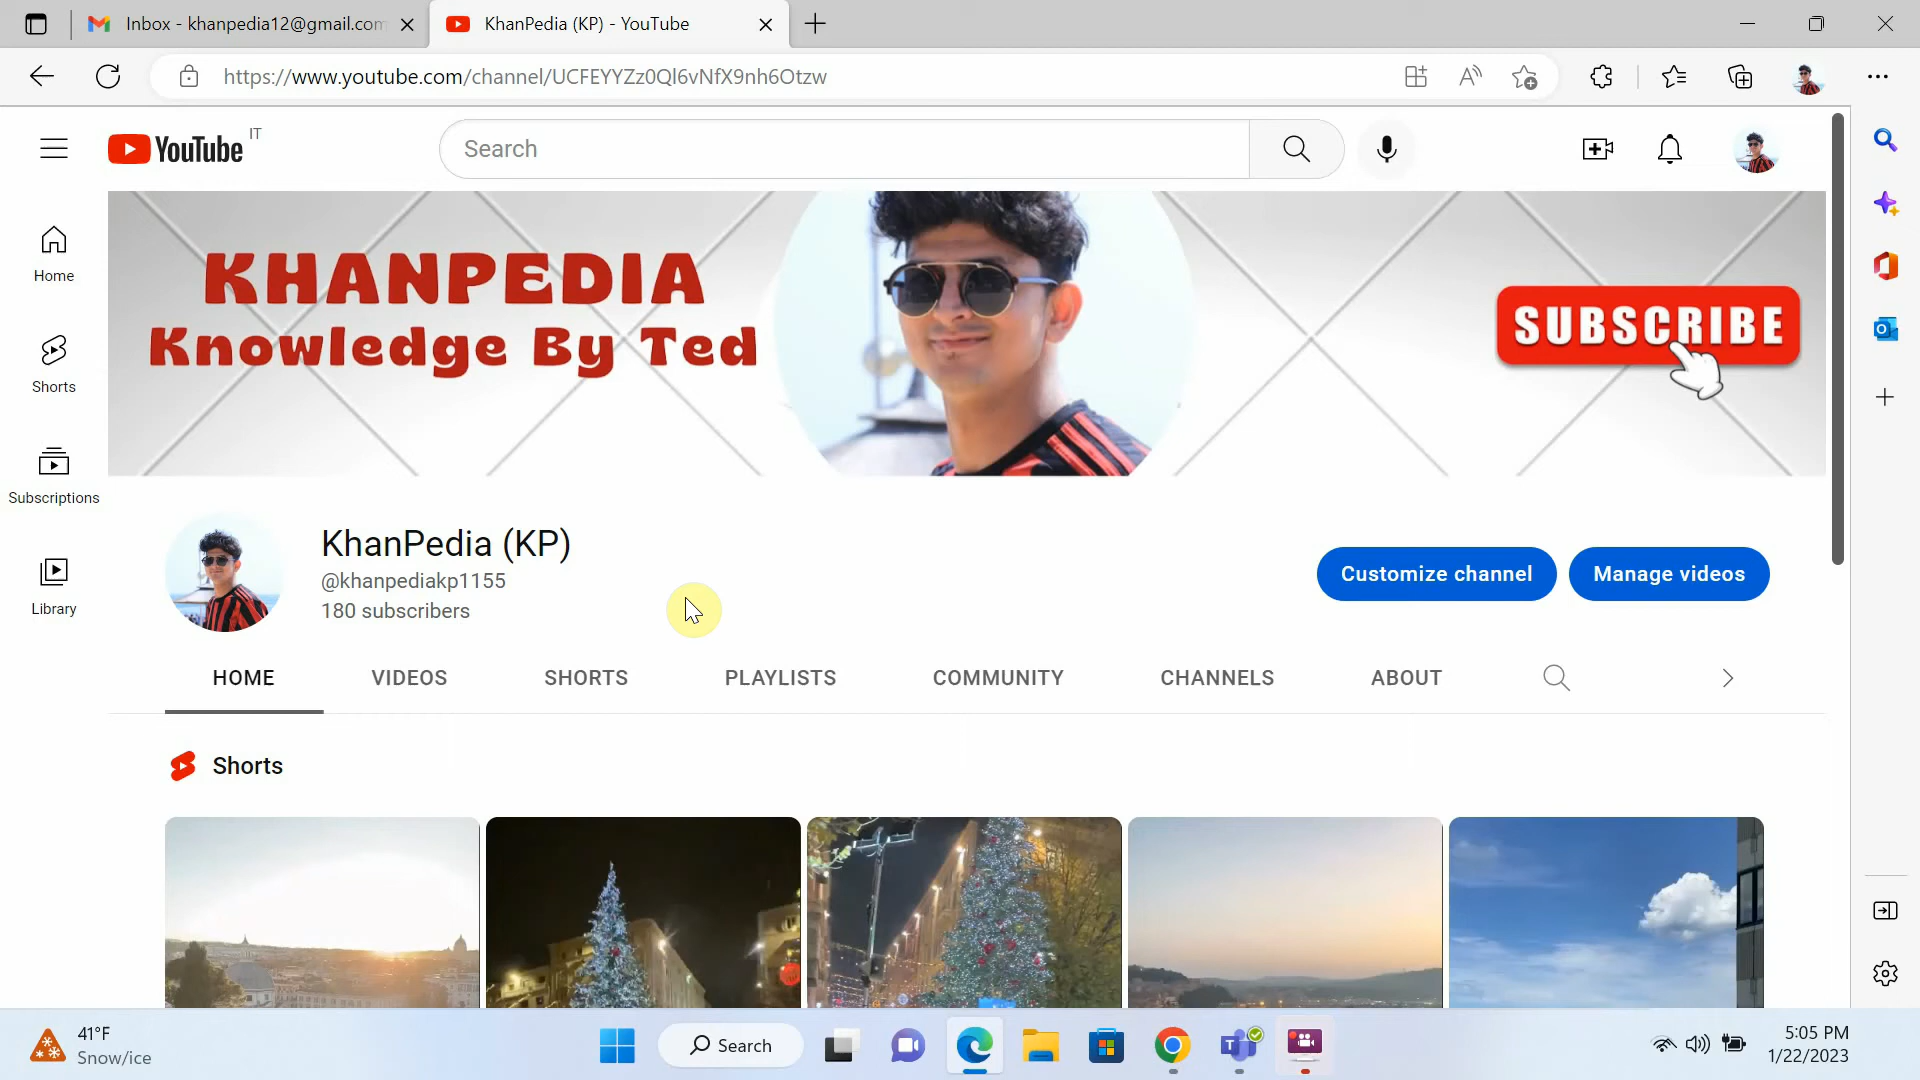 Inbox - khanpedia12@gmail.com
KhanPedia (KP) - YouTube
https://www.youtube.com/channel/UCFEYYZz0Ql6vNfX9nh6Otzw
YouTube IT
Search
Home
Shorts
Subscriptions
Library
KHANPEDIA
Knowledge By Ted
SUBSCRIBE
KhanPedia (KP)
@khanpediakp1155
180 subscribers
Customize channel
Manage videos
HOME
VIDEOS
SHORTS
PLAYLISTS
COMMUNITY
CHANNELS
ABOUT
Shorts
41°F
Snow/ice
Search
5:05 PM
1/22/2023